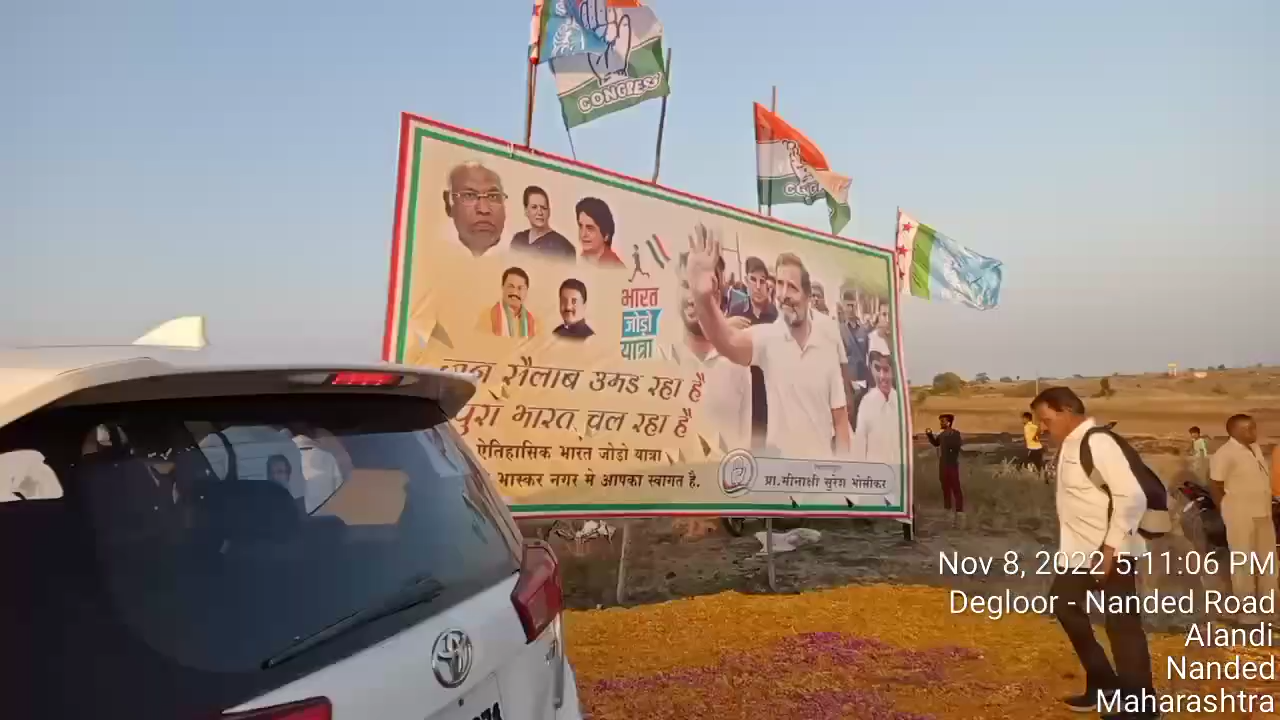 CONGRESS
भारत
जोड़ो
यात्रा
जन सैलाब उमड रहा है
पुरा भारत चल रहा है
ऐतिहासिक भारत जोडो यात्रा
भास्कर नगर मे आपका स्वागत है.
प्रा.मीनाक्षी सुरेश भोसीकर
Nov 8, 2022 5:11:06 PM
Degloor - Nanded Road
Alandi
Nanded
Maharashtra